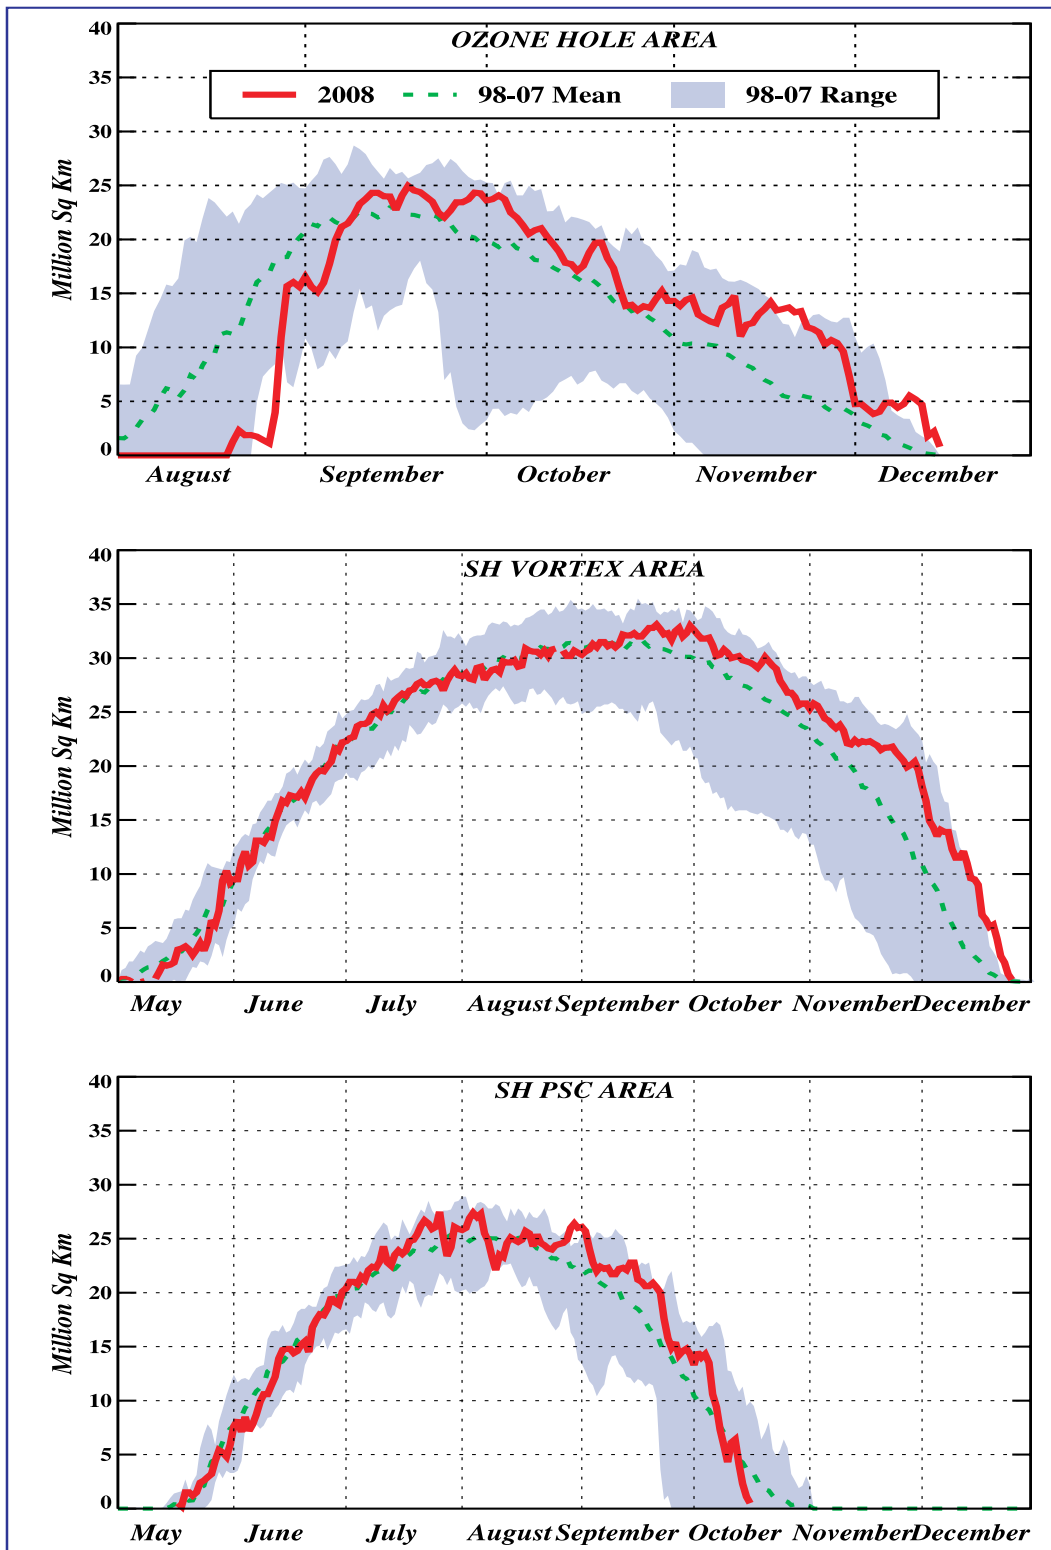 OZONE HOLE AREA
2008 98-07 Mean 98-07 Range
40
35
30
25
20
15
10
5
0
Million Sq Km
August September October November December
SH VORTEX AREA
40
35
30
25
20
15
10
5
0
Million Sq Km
May June July August September October November December
SH PSC AREA
40
35
30
25
20
15
10
5
0
Million Sq Km
May June July August September October November December